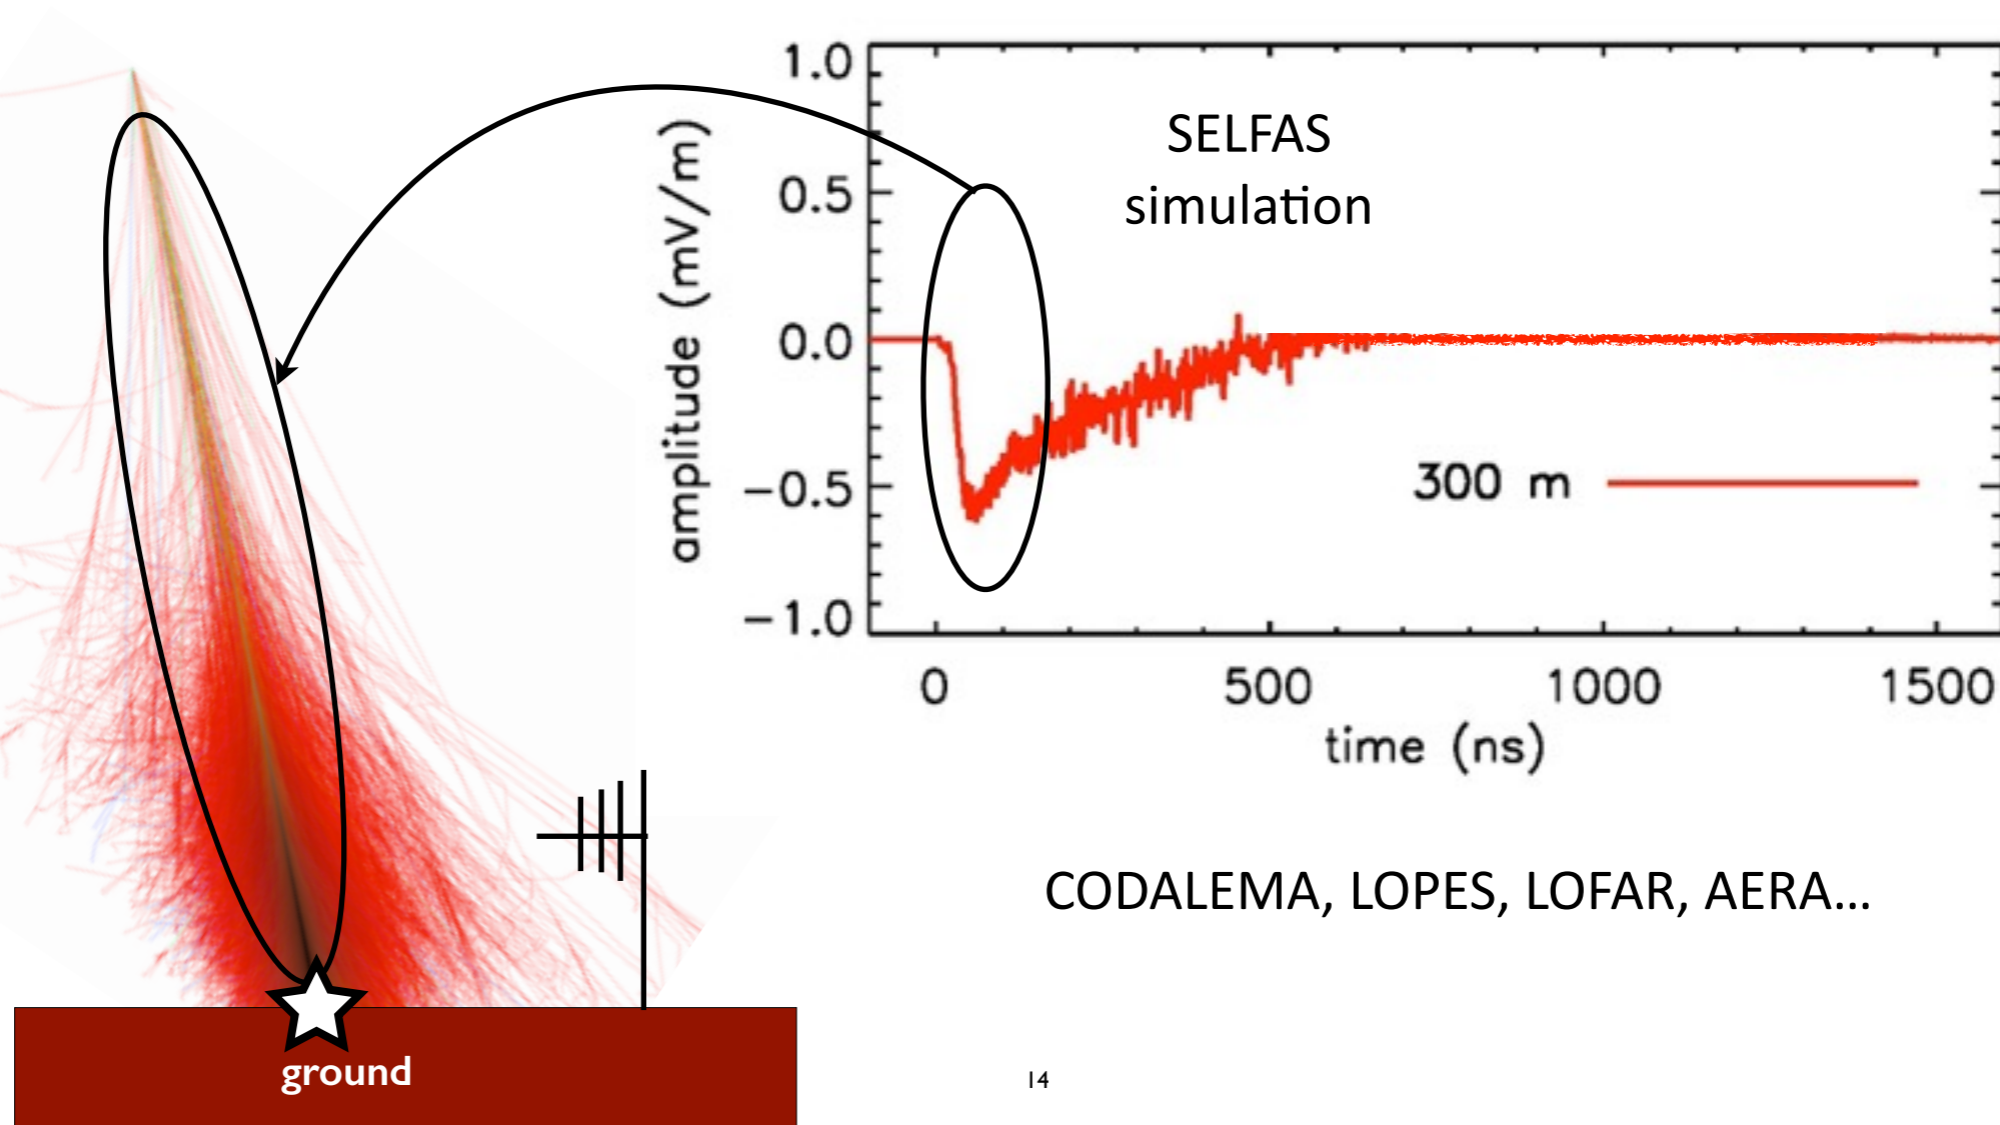 1.0
0.5
0.0
−0.5
−1.0
amplitude (mV/m)
SELFAS
simulation
300 m
0 500 1000 1500
time (ns)
CODALEMA, LOPES, LOFAR, AERA...
ground
14